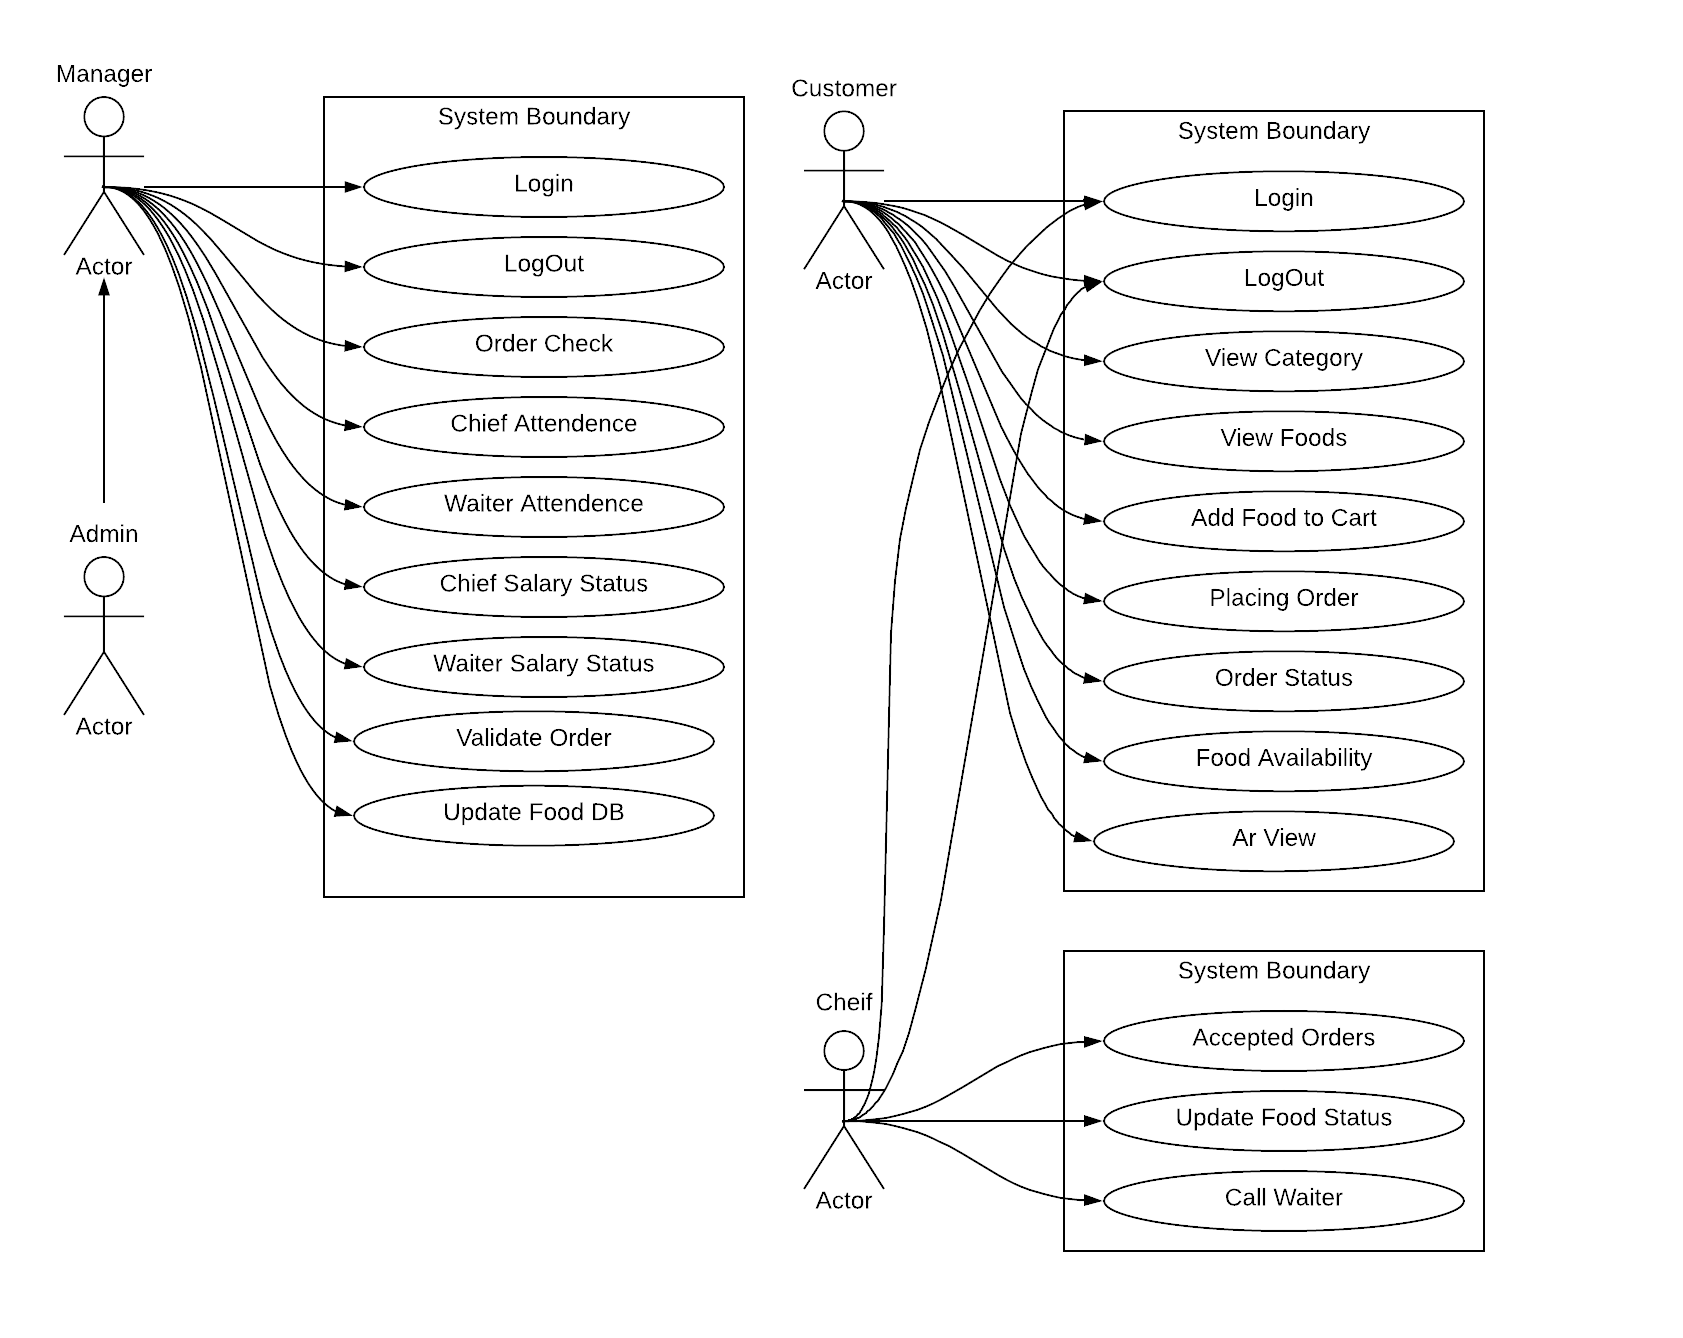 Manager
Actor
Admin
Actor
System Boundary
Login
LogOut
Order Check
Chief Attendence
Waiter Attendence
Chief Salary Status
Waiter Salary Status
Validate Order
Update Food DB
Customer
Actor
System Boundary
Login
LogOut
View Category
View Foods
Add Food to Cart
Placing Order
Order Status
Food Availability
Ar View
Cheif
Actor
System Boundary
Accepted Orders
Update Food Status
Call Waiter